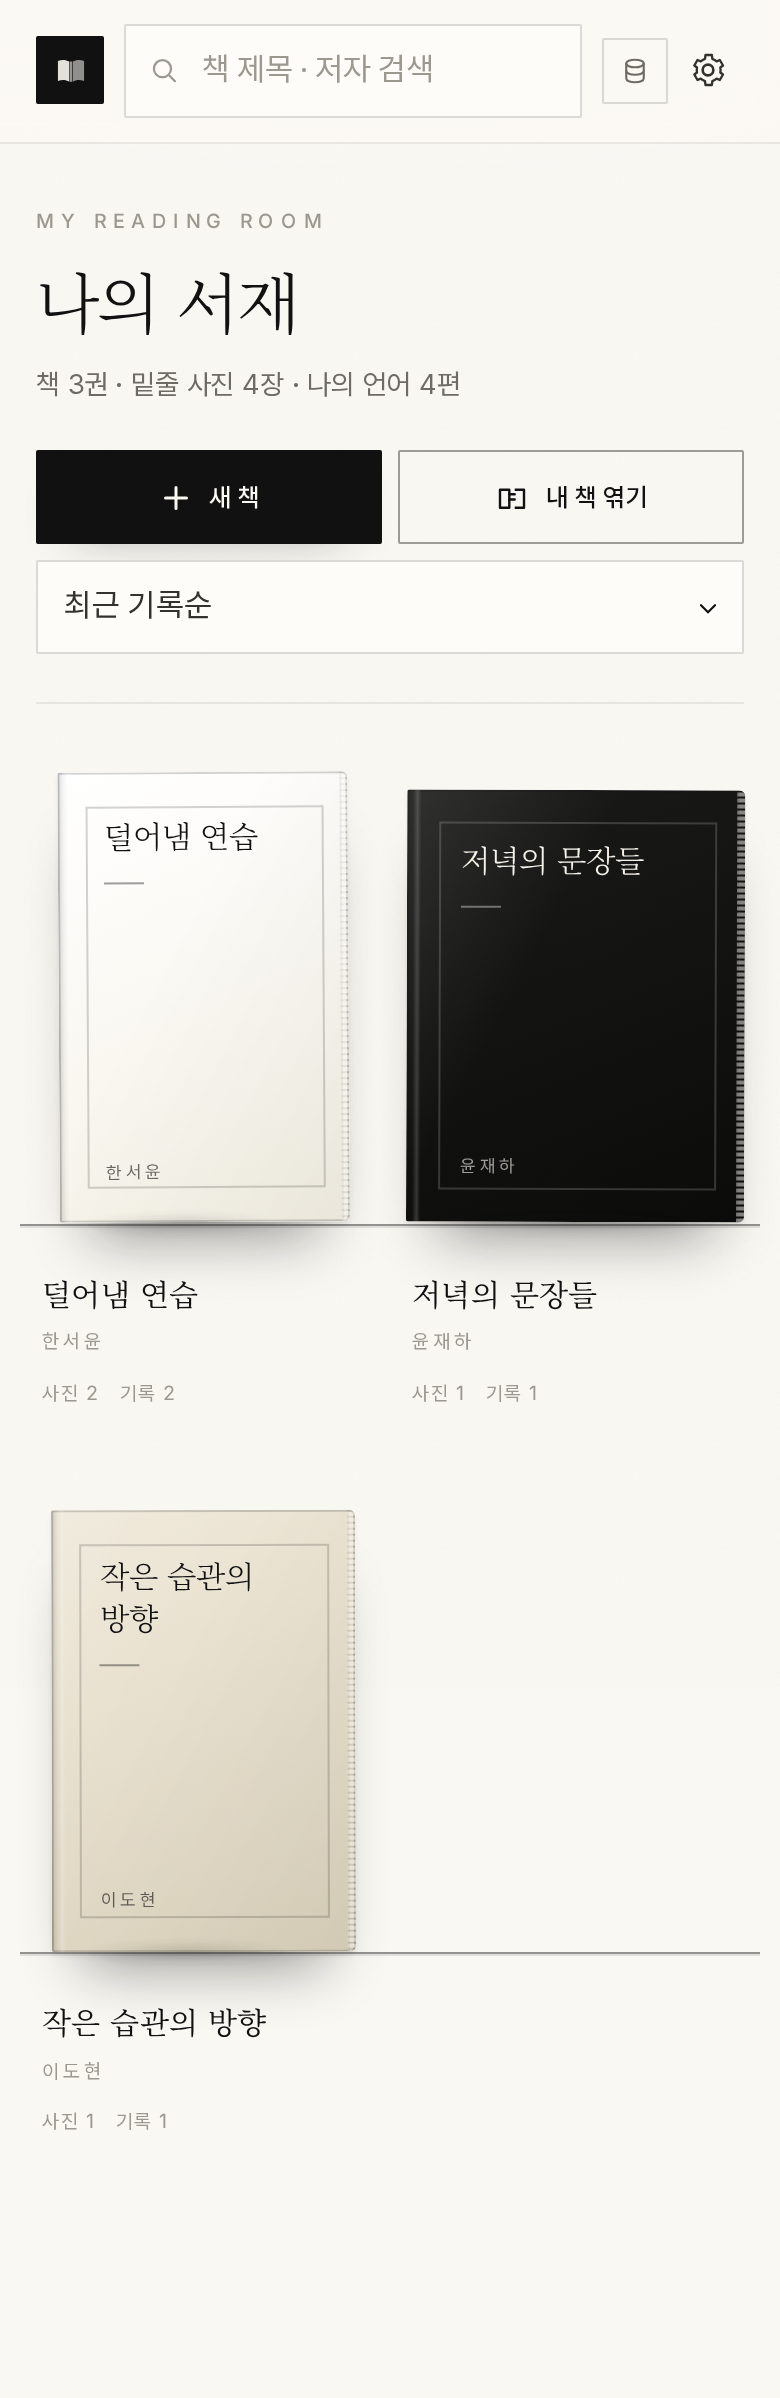 책 제목 · 저자 검색
MY READING ROOM
나의 서재
책 3권 · 밑줄 사진 4장 · 나의 언어 4편
새 책
내 책 엮기
최근 기록순
덜어냄 연습
한서윤
저녁의 문장들
윤재하
덜어냄 연습
한서윤
사진 2 기록 2
저녁의 문장들
윤재하
사진 1 기록 1
작은 습관의
방향
이도현
작은 습관의 방향
이도현
사진 1 기록 1